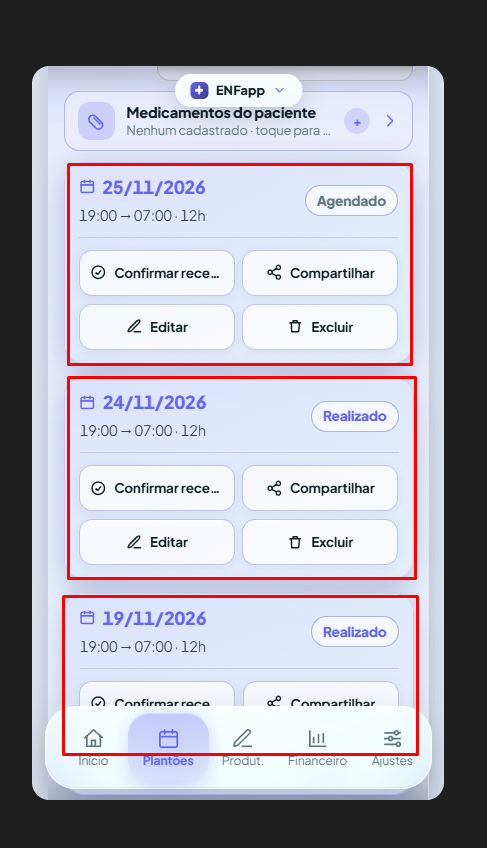 ENFapp
Medicamentos do paciente
Nenhum cadastrado · toque para ...
25/11/2026
Agendado
19:00 → 07:00 · 12h
Confirmar rece...
Compartilhar
Editar
Excluir
24/11/2026
Realizado
19:00 → 07:00 · 12h
Confirmar rece...
Compartilhar
Editar
Excluir
19/11/2026
Realizado
19:00 → 07:00 · 12h
Confirmar rece...
Compartilhar
Início
Plantões
Produt.
Financeiro
Ajustes